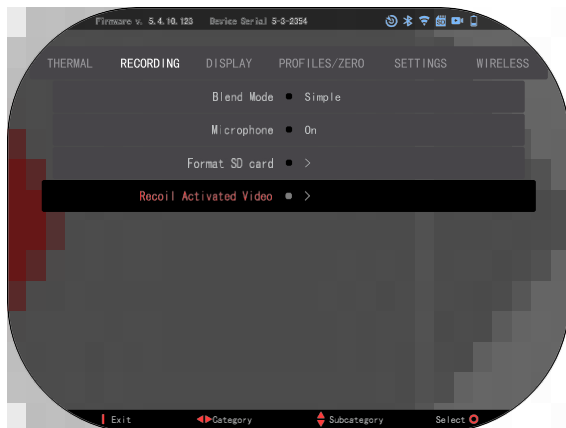 Firmware v. 5.4.10.123 Device Serial 5-3-2354
THERMAL RECORDING DISPLAY PROFILES/ZERO SETTINGS WIRELESS
Blend Mode Simple
Microphone On
Format SD card >
Recoil Activated Video >
Exit Category Subcategory Select